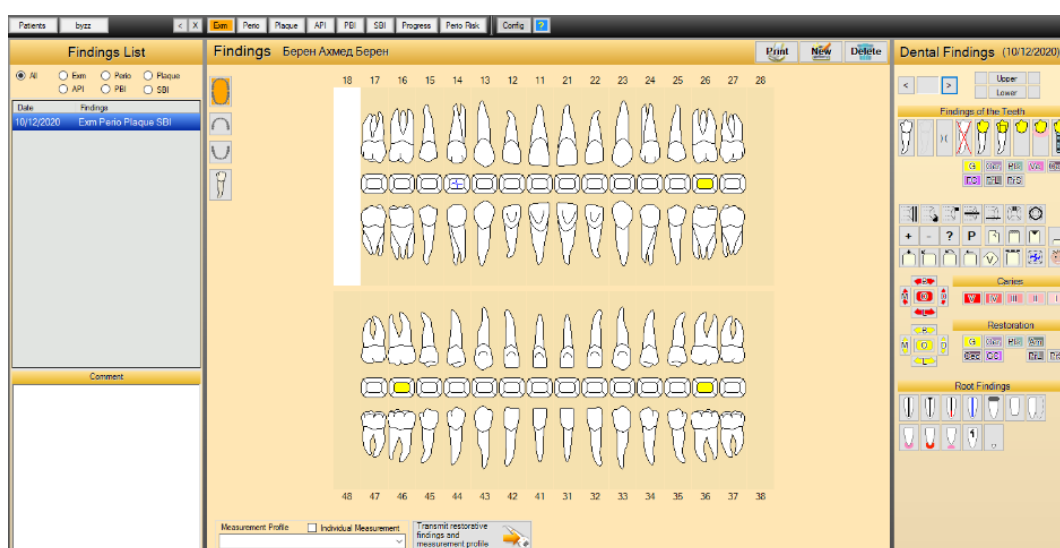 Patients byzz < X Exm Perio Plaque API PBI SBI Progress Perio Risk Config ?
Findings List
All Exm Perio Plaque
API PBI SBI
Date Findings
10/12/2020 Exm Perio Plaque SBI
Comment
Findings Берен Ахмед Берен Print New Delete
18 17 16 15 14 13 12 11 21 22 23 24 25 26 27 28
48 47 46 45 44 43 42 41 31 32 33 34 35 36 37 38
Measurement Profile Individual Measurement
Transmit restorative
findings and
measurement profile
Dental Findings (10/12/2020)
< > Upper
Lower
Findings of the Teeth
G
+ - ? P
Caries
B
M O D
L
Restoration
B
M O D
L
G
Root Findings